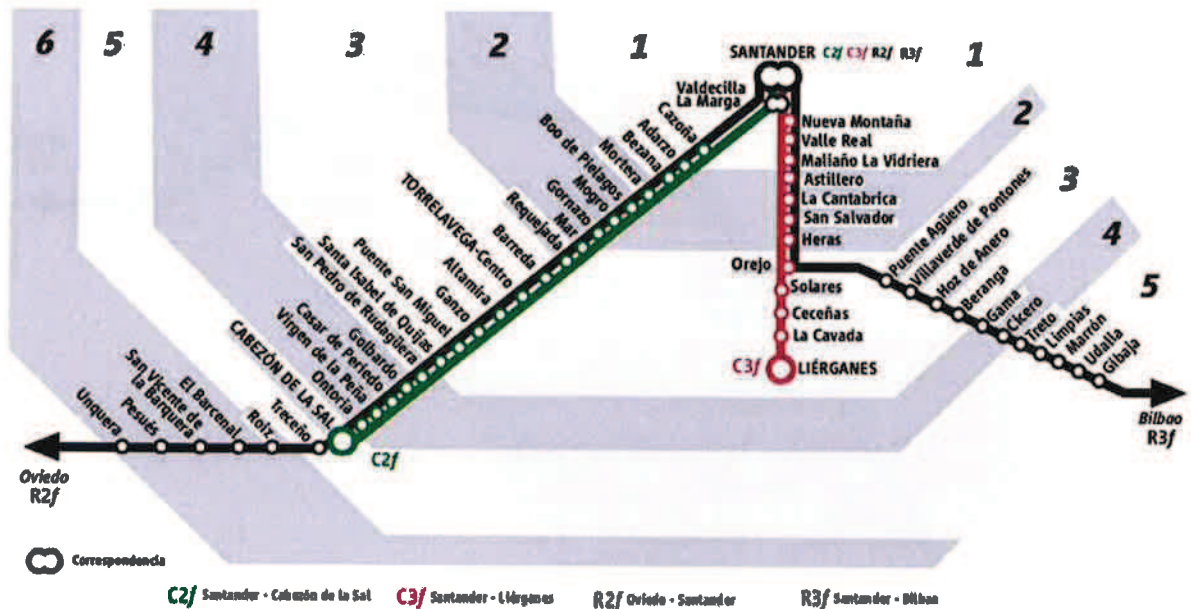 6 5 4 3 2 1
SANTANDER C2f C3f R2f R3f
1
2
3
4
5
Valdecilla
La Marga
Cazoña
Adarzo
Bezana
Mortera
Boo de Pielagos
Mogro
Gornazo
Mar
Requejada
Barreda
TORRELAVEGA-Centro
Altamira
Ganzo
Puente San Miguel
Santa Isabel de Quijas
San Pedro de Rudagüera
Golbardo
Casar de Periedo
Virgen de la Peña
Ontoria
CABEZÓN DE LA SAL
Treceño
Roiz
El Barcenal
San Vicente de
la Barquera
Pesués
Unquera
Nueva Montaña
Valle Real
Maliaño La Vidriera
Astillero
La Cantabrica
San Salvador
Heras
Orejo
Solares
Ceceñas
La Cavada
C3f LIÉRGANES
Puente Agüero
Villaverde de Pontones
Hoz de Anero
Beranga
Gama
Cicero
Treto
Limpias
Marrón
Udalla
Gibaja
Bilbao
R3f
C2f
Oviedo
R2f
Correspondencia
C2f Santander - Cabezón de la Sal C3f Santander - Liérganes R2f Oviedo - Santander R3f Santander - Bilbao